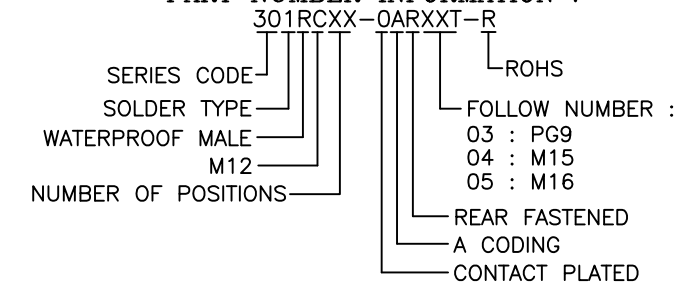 301RCXX-0ARXXT-R
SERIES CODE
ROHS
SOLDER TYPE
FOLLOW NUMBER :
WATERPROOF MALE
03 : PG9
M12
04 : M15
05 : M16
NUMBER OF POSITIONS
REAR FASTENED
A CODING
CONTACT PLATED